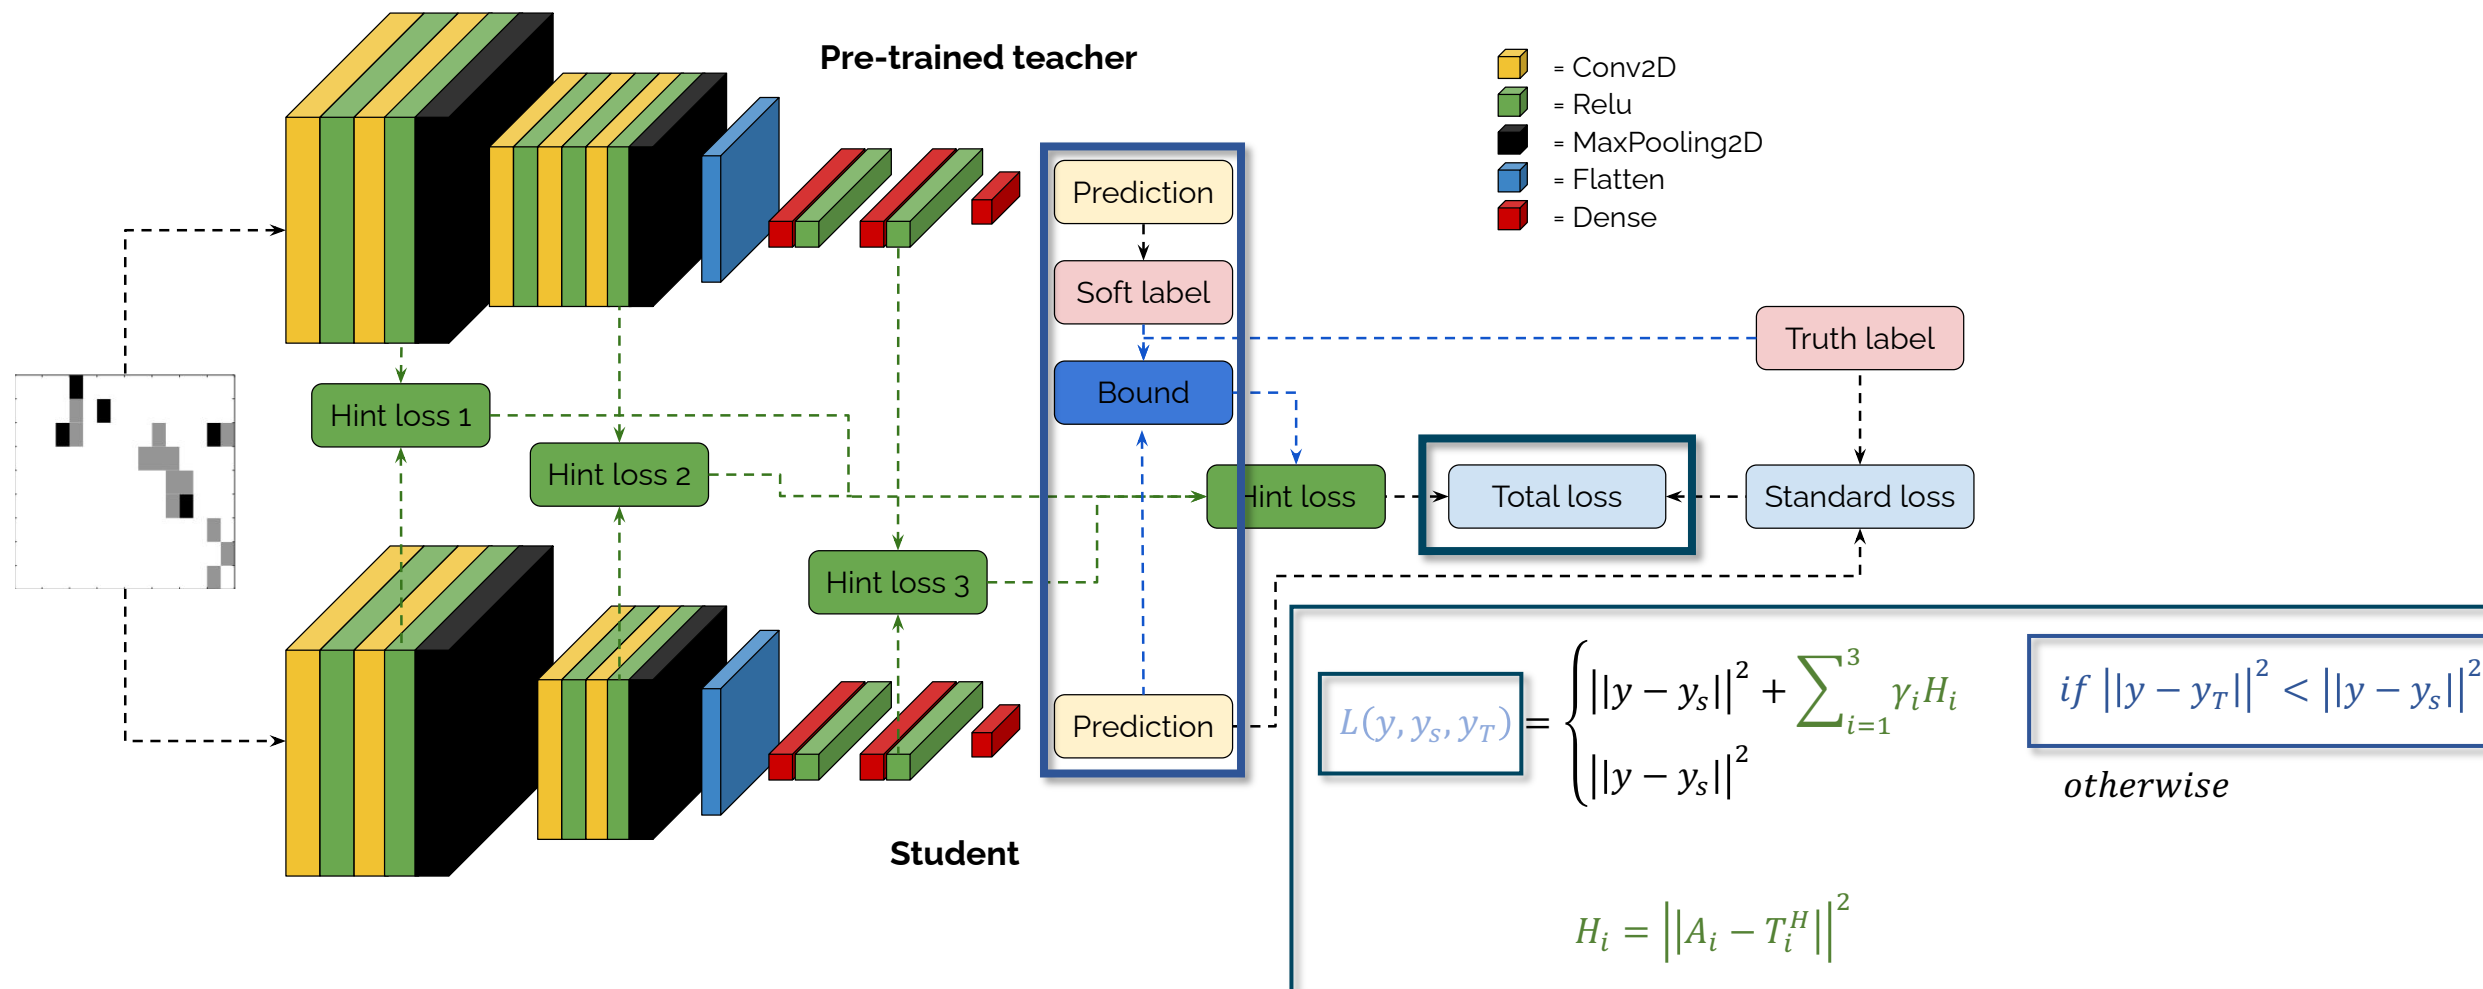 Pre-trained teacher
= Conv2D
= Relu
= MaxPooling2D
= Flatten
= Dense
Prediction
Soft label
Truth label
Bound
Hint loss 1
Hint loss 2
Hint loss
Total loss
Standard loss
Hint loss 3
Prediction
Student
L(y, y_s, y_T) = { ||y − y_s||² + ∑_{i=1}^{3} γ_i H_i if ||y − y_T||² < ||y − y_s||²
||y − y_s||² otherwise
H_i = ||A_i − T_i^H||²